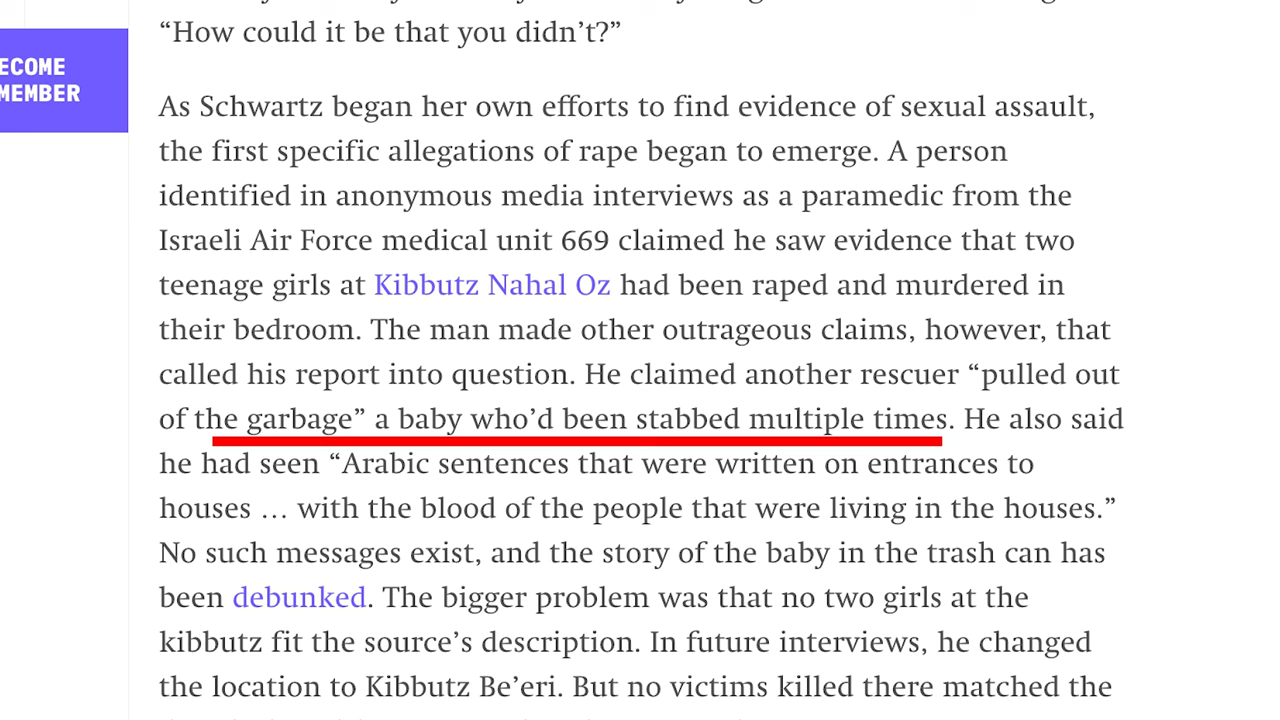 “How could it be that you didn’t?”
ECOME
MEMBER
As Schwartz began her own efforts to find evidence of sexual assault,
the first specific allegations of rape began to emerge. A person
identified in anonymous media interviews as a paramedic from the
Israeli Air Force medical unit 669 claimed he saw evidence that two
teenage girls at Kibbutz Nahal Oz had been raped and murdered in
their bedroom. The man made other outrageous claims, however, that
called his report into question. He claimed another rescuer “pulled out
of the garbage” a baby who’d been stabbed multiple times. He also said
he had seen “Arabic sentences that were written on entrances to
houses … with the blood of the people that were living in the houses.”
No such messages exist, and the story of the baby in the trash can has
been debunked. The bigger problem was that no two girls at the
kibbutz fit the source’s description. In future interviews, he changed
the location to Kibbutz Be’eri. But no victims killed there matched the